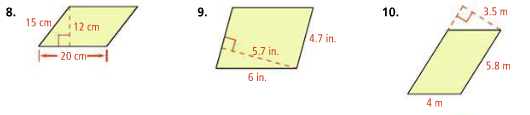 8.
15 cm
12 cm
20 cm
9.
4.7 in.
5.7 in.
6 in.
10.
3.5 m
5.8 m
4 m